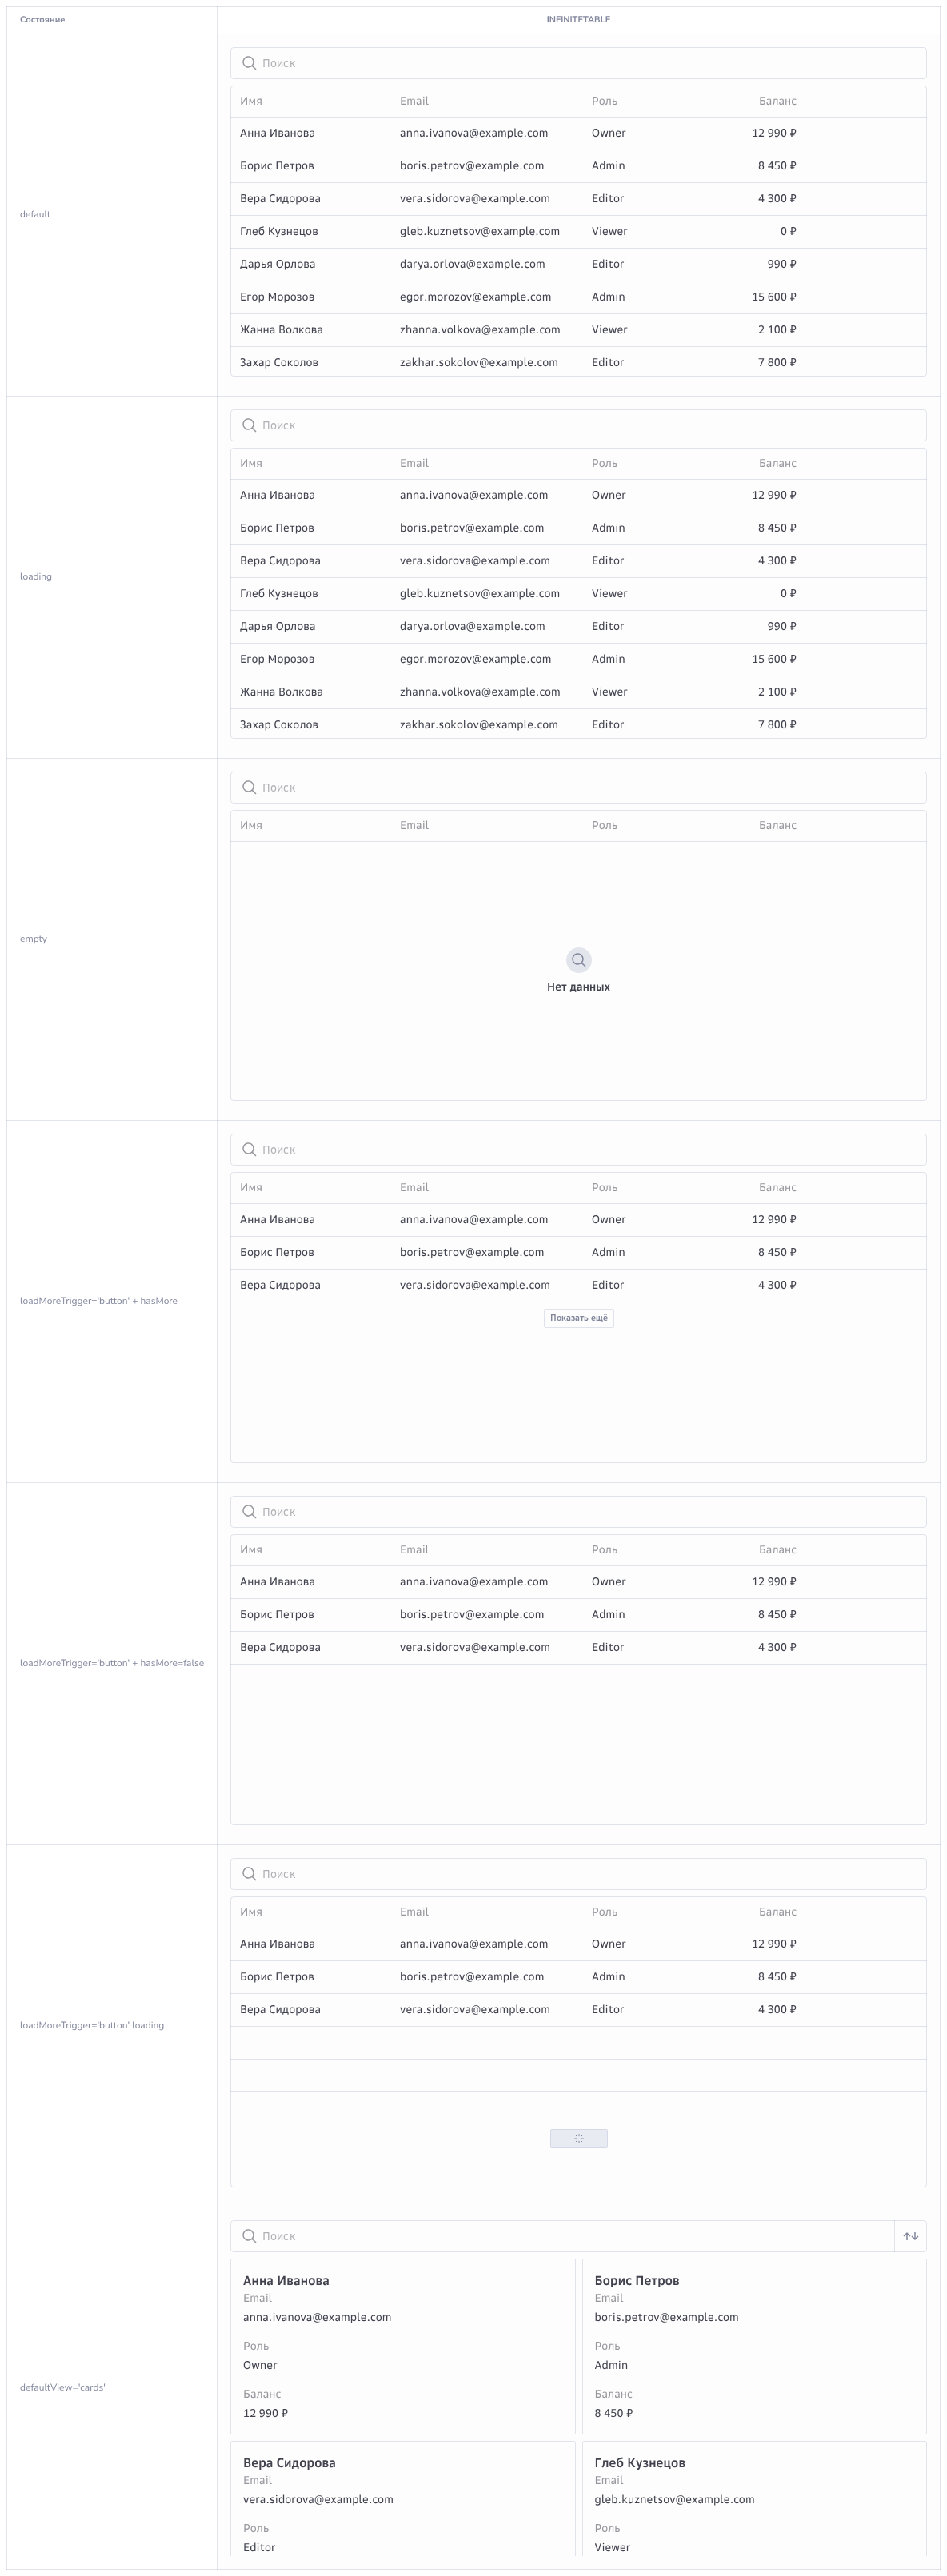 Состояние INFINITETABLE
default
Поиск
Имя Email Роль Баланс
Анна Иванова anna.ivanova@example.com Owner 12 990 ₽
Борис Петров boris.petrov@example.com Admin 8 450 ₽
Вера Сидорова vera.sidorova@example.com Editor 4 300 ₽
Глеб Кузнецов gleb.kuznetsov@example.com Viewer 0 ₽
Дарья Орлова darya.orlova@example.com Editor 990 ₽
Егор Морозов egor.morozov@example.com Admin 15 600 ₽
Жанна Волкова zhanna.volkova@example.com Viewer 2 100 ₽
Захар Соколов zakhar.sokolov@example.com Editor 7 800 ₽
loading
Поиск
Имя Email Роль Баланс
Анна Иванова anna.ivanova@example.com Owner 12 990 ₽
Борис Петров boris.petrov@example.com Admin 8 450 ₽
Вера Сидорова vera.sidorova@example.com Editor 4 300 ₽
Глеб Кузнецов gleb.kuznetsov@example.com Viewer 0 ₽
Дарья Орлова darya.orlova@example.com Editor 990 ₽
Егор Морозов egor.morozov@example.com Admin 15 600 ₽
Жанна Волкова zhanna.volkova@example.com Viewer 2 100 ₽
Захар Соколов zakhar.sokolov@example.com Editor 7 800 ₽
empty
Поиск
Имя Email Роль Баланс
Нет данных
loadMoreTrigger='button' + hasMore
Поиск
Имя Email Роль Баланс
Анна Иванова anna.ivanova@example.com Owner 12 990 ₽
Борис Петров boris.petrov@example.com Admin 8 450 ₽
Вера Сидорова vera.sidorova@example.com Editor 4 300 ₽
Показать ещё
loadMoreTrigger='button' + hasMore=false
Поиск
Имя Email Роль Баланс
Анна Иванова anna.ivanova@example.com Owner 12 990 ₽
Борис Петров boris.petrov@example.com Admin 8 450 ₽
Вера Сидорова vera.sidorova@example.com Editor 4 300 ₽
loadMoreTrigger='button' loading
Поиск
Имя Email Роль Баланс
Анна Иванова anna.ivanova@example.com Owner 12 990 ₽
Борис Петров boris.petrov@example.com Admin 8 450 ₽
Вера Сидорова vera.sidorova@example.com Editor 4 300 ₽
defaultView='cards'
Поиск
Анна Иванова
Email
anna.ivanova@example.com
Роль
Owner
Баланс
12 990 ₽
Борис Петров
Email
boris.petrov@example.com
Роль
Admin
Баланс
8 450 ₽
Вера Сидорова
Email
vera.sidorova@example.com
Роль
Editor
Глеб Кузнецов
Email
gleb.kuznetsov@example.com
Роль
Viewer